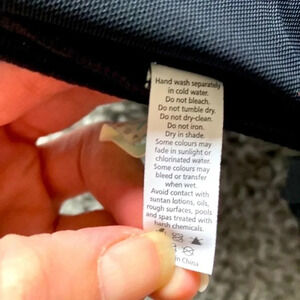 Hand wash separately
in cold water.
Do not bleach.
Do not tumble dry.
Do not dry-clean.
Do not iron.
Dry in shade.
Some colours may
fade in sunlight or
chlorinated water.
Some colours may
bleed or transfer
when wet.
Avoid contact with
suntan lotions, oils,
rough surfaces, pools
and spas treated with
harsh chemicals.
in China